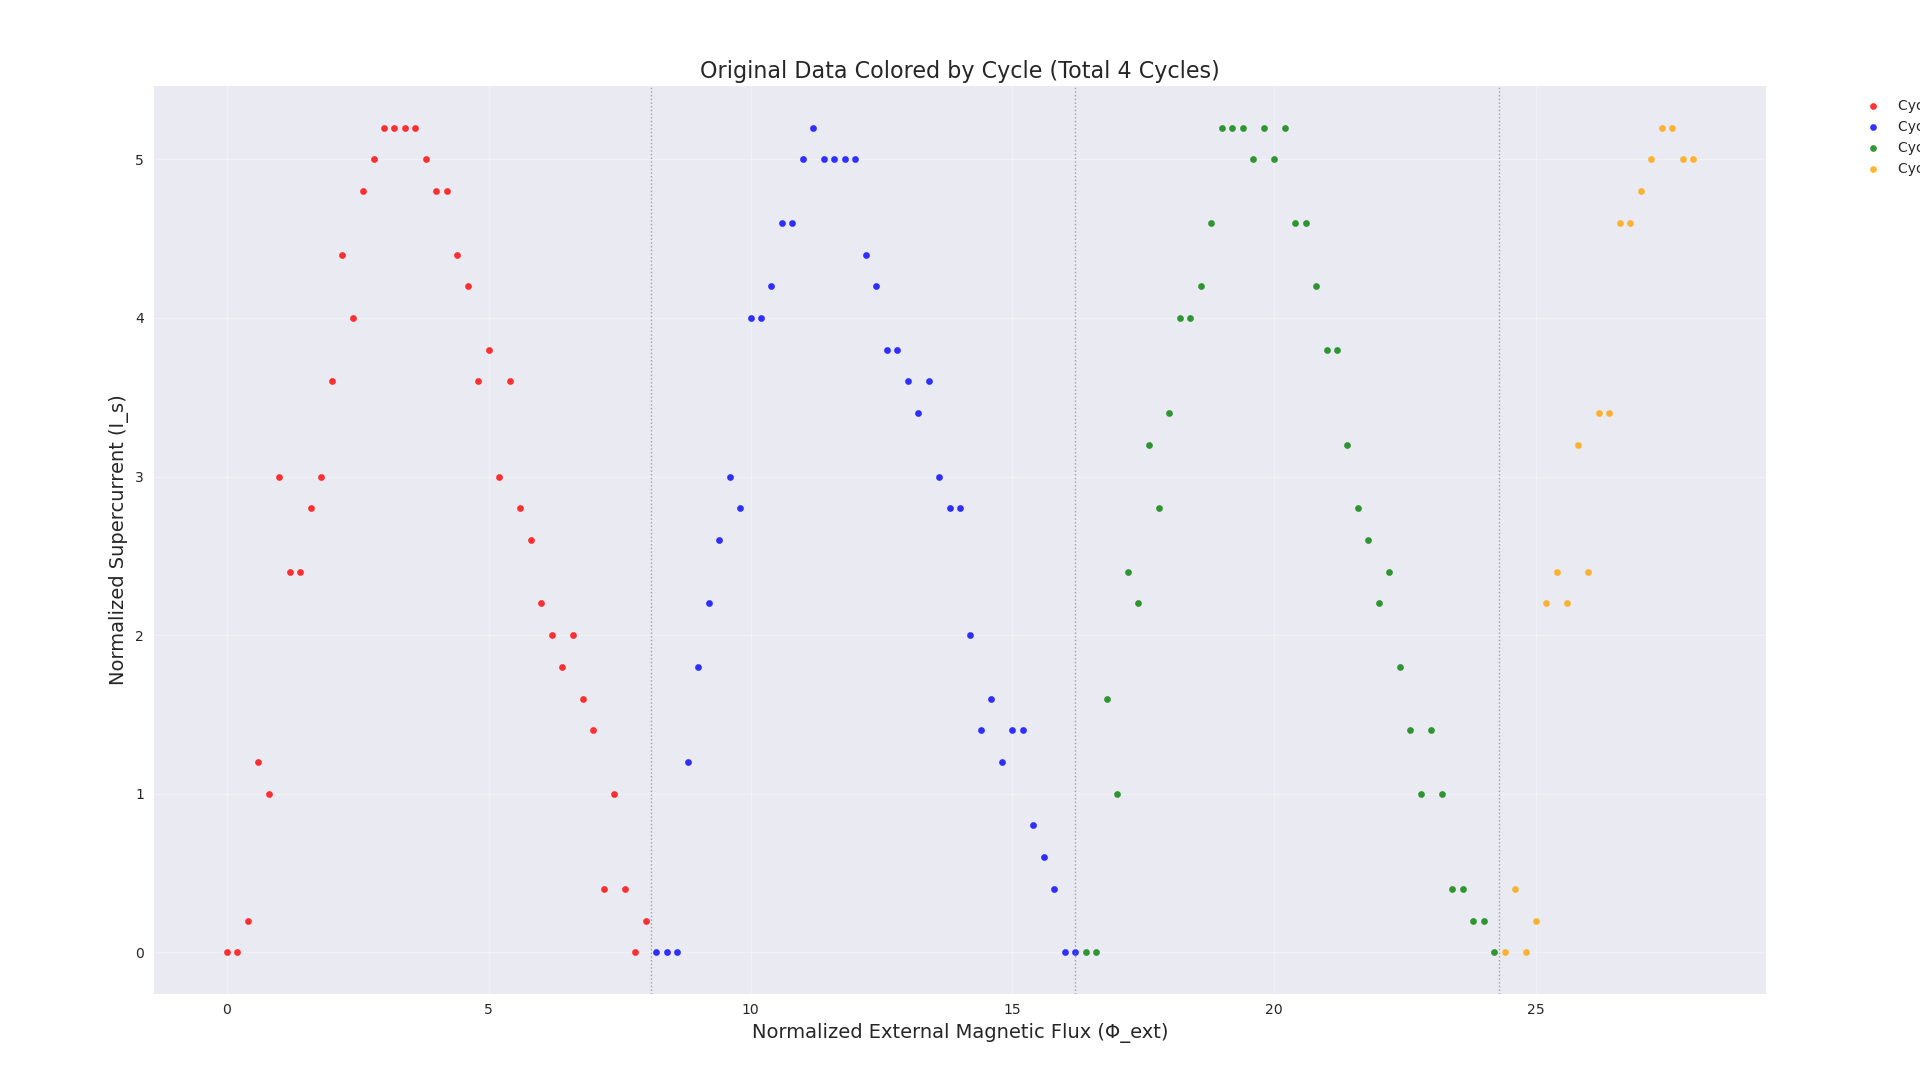 Original Data Colored by Cycle (Total 4 Cycles)
Cyc
Cyc
Cyc
Cyc
5
4
3
2
1
0
Normalized Supercurrent (I_s)
0 5 10 15 20 25
Normalized External Magnetic Flux (Φ_ext)